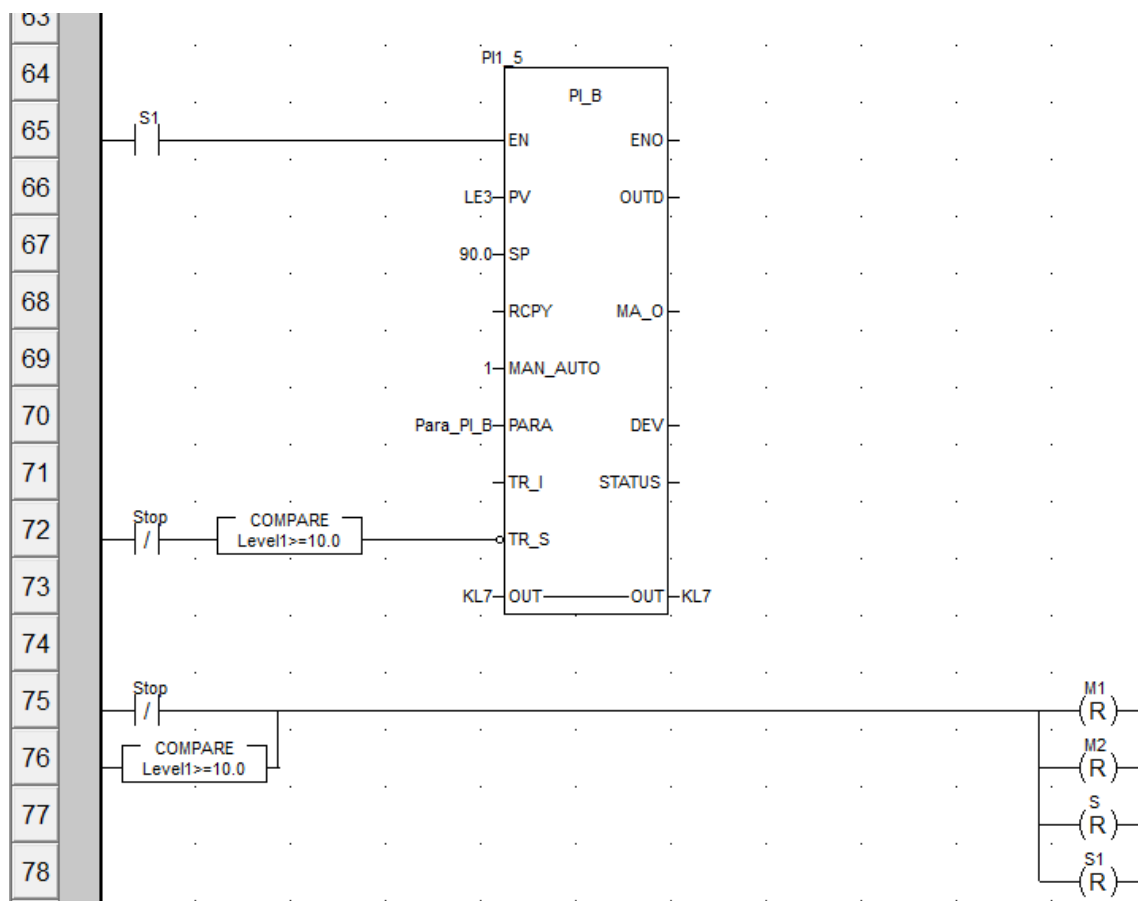 63
PI1_5
64
PI_B
S1
65
EN ENO
66
LE3 PV OUTD
67
90.0 SP
68
RCPY MA_O
69
1 MAN_AUTO
70
Para_PI_B PARA DEV
71
TR_I STATUS
Stop
COMPARE
72
/ Level1>=10.0 TR_S
73
KL7 OUT OUT KL7
74
Stop M1
75
/ R
COMPARE M2
76
Level1>=10.0 R
S
77
R
S1
78
R